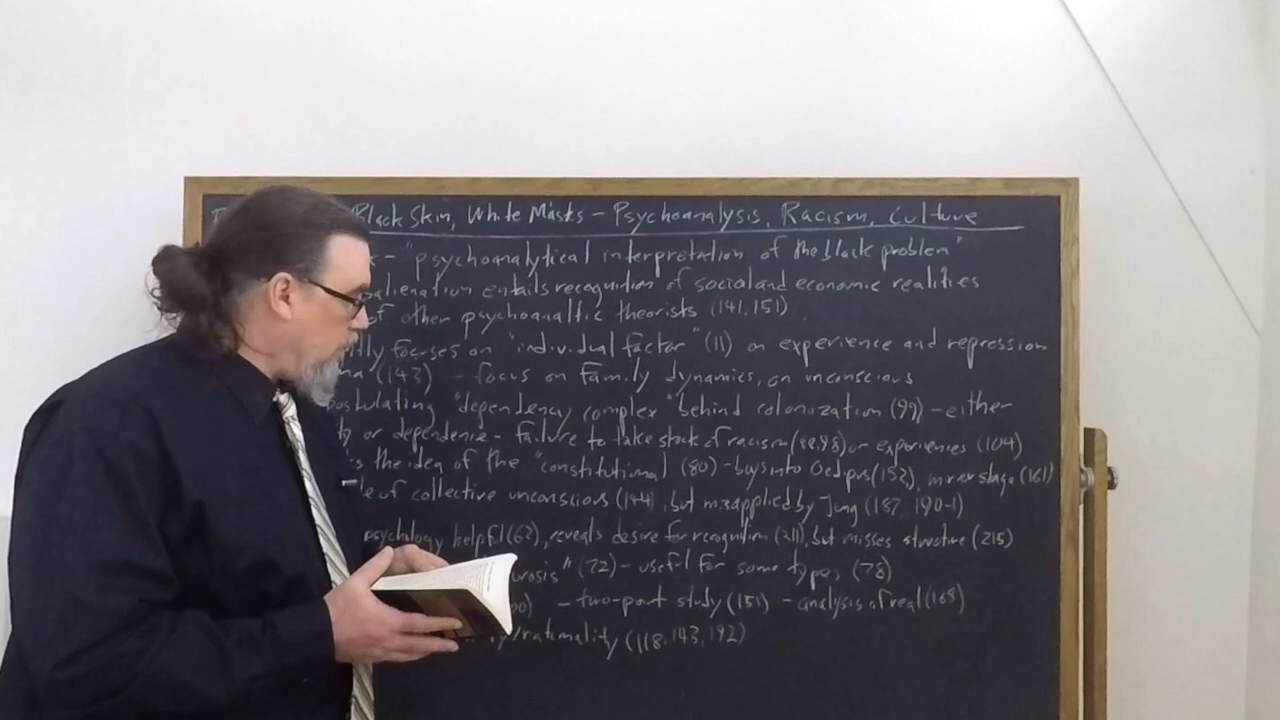 Black Skin, White Masks - Psychoanalysis, Racism, Culture
- "psychoanalytical interpretation of the black problem"
alienation entails recognition of social and economic realities
of other psychoanaltic theorists (141, 151)
focuses on "individual factor" (11) on experience and repression
(143) - focus on family dynamics, on unconscious
postulating "dependency complex" behind colonization (99) - either
or dependence - failure to take stock of racism (88, 98) or experiences (104)
is the idea of the "constitutional (80) - buys into Oedipus (152), mirror stage (161)
of collective unconscious (144), but misapplied by Jung (187, 190-1)
psychology helpful (62), reveals desire for recognition (211), but misses structure (215)
" (72) - useful for some types (78)
- two-part study (151) - analysis of real (168)
/rationality (118, 143, 192)